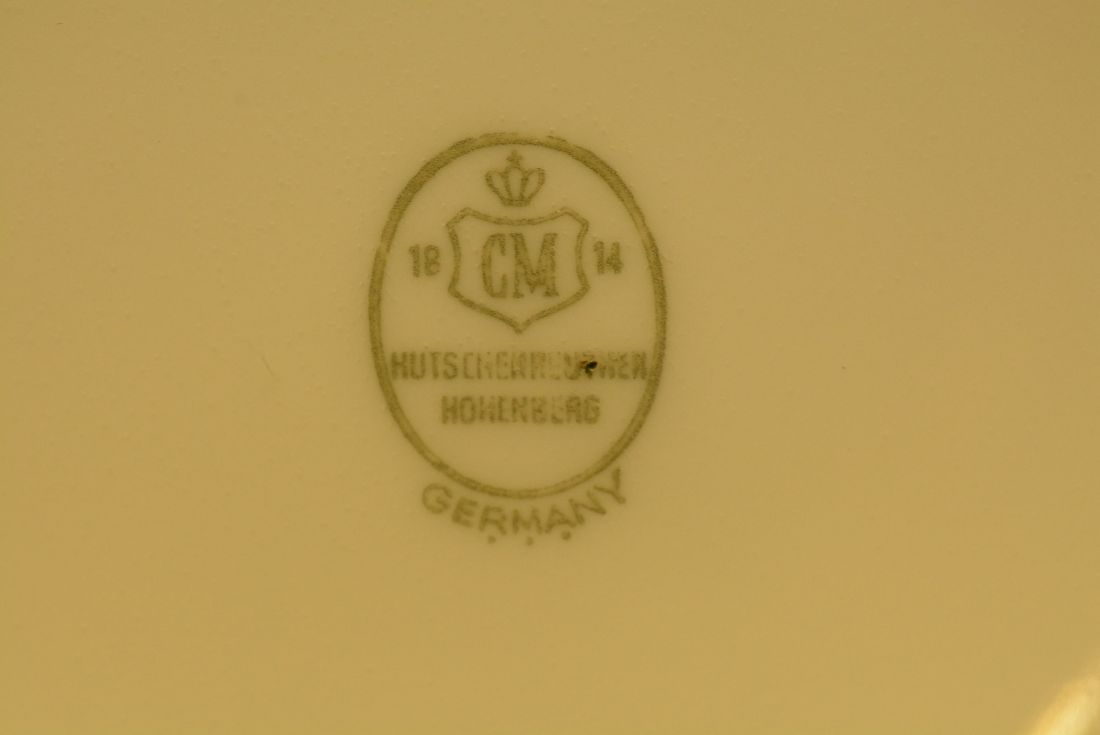 18 CM 14
HUTSCHENREUTHER
HOHENBERG
GERMANY